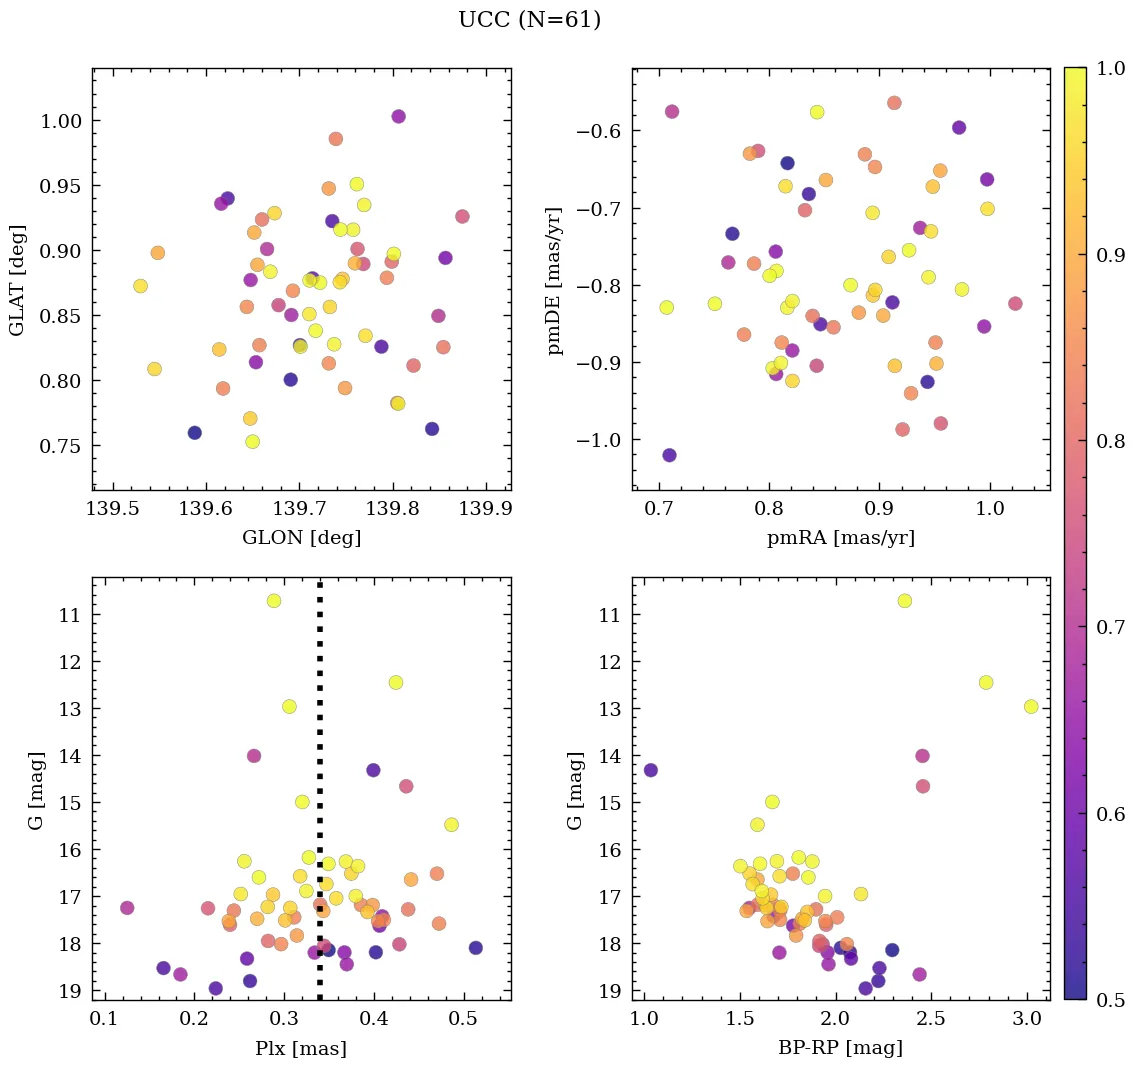 UCC (N=61)
1.00
0.95
0.90
0.85
0.80
0.75
GLAT [deg]
139.5 139.6 139.7 139.8 139.9
GLON [deg]
−0.6
−0.7
−0.8
−0.9
−1.0
pmDE [mas/yr]
0.7 0.8 0.9 1.0
pmRA [mas/yr]
11
12
13
14
15
16
17
18
19
G [mag]
0.1 0.2 0.3 0.4 0.5
Plx [mas]
11
12
13
14
15
16
17
18
19
G [mag]
1.0 1.5 2.0 2.5 3.0
BP-RP [mag]
1.0
0.9
0.8
0.7
0.6
0.5